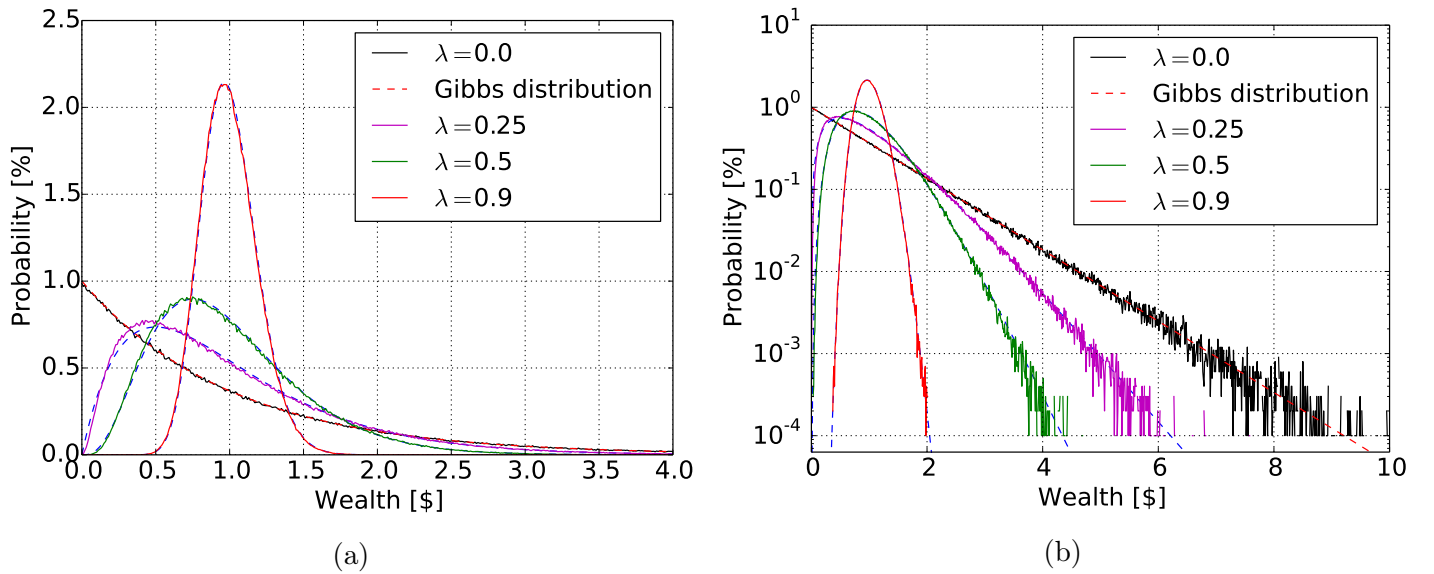 2.5
2.0
1.5
1.0
0.5
0.0
0.0 0.5 1.0 1.5 2.0 2.5 3.0 3.5 4.0
Wealth [$]
Probability [%]
λ=0.0
Gibbs distribution
λ=0.25
λ=0.5
λ=0.9
(a)
10^1
10^0
10^-1
10^-2
10^-3
10^-4
0 2 4 6 8 10
Wealth [$]
Probability [%]
λ=0.0
Gibbs distribution
λ=0.25
λ=0.5
λ=0.9
(b)